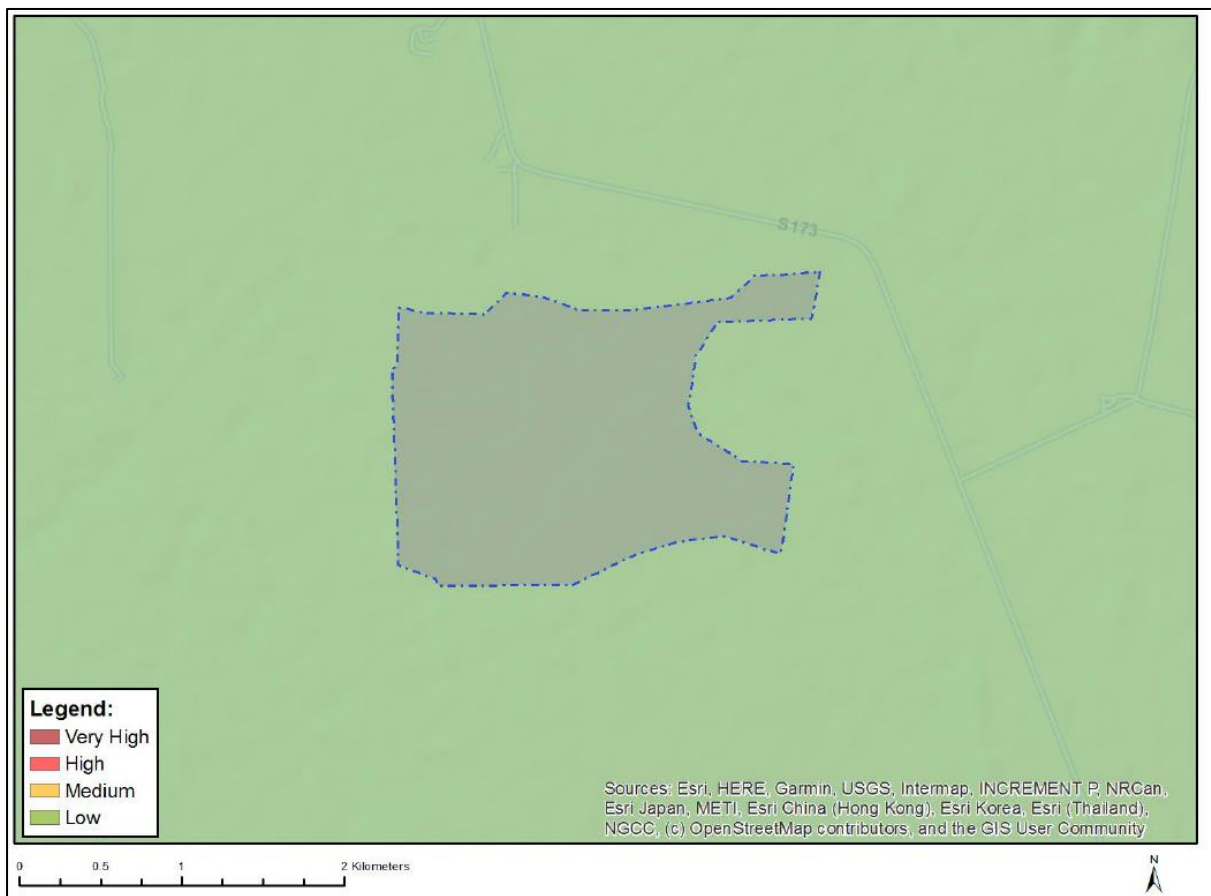 S173
Legend:
Very High
High
Medium
Low
Sources: Esri, HERE, Garmin, USGS, Intermap, INCREMENT P, NRCan,
Esri Japan, METI, Esri China (Hong Kong), Esri Korea, Esri (Thailand),
NGCC, (c) OpenStreetMap contributors, and the GIS User Community
0 0.5 1 2 Kilometers
N